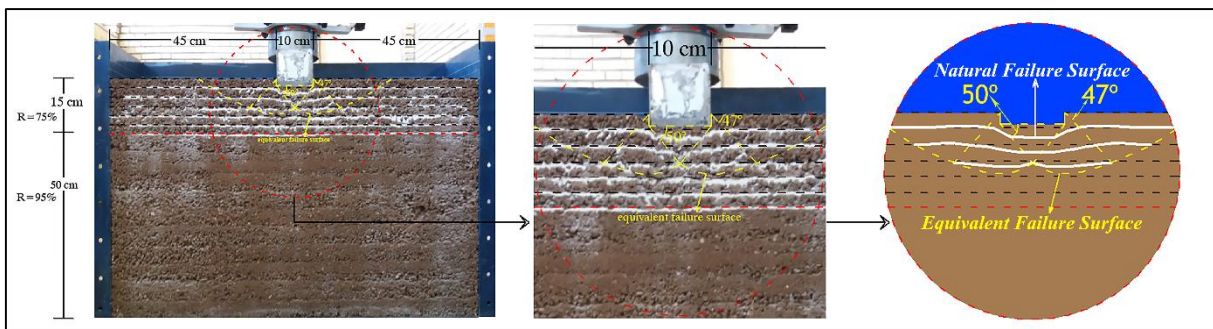 45 cm
10 cm
45 cm
15 cm
R=75%
50 cm
R=95%
50°
47°
equivalent failure surface
10 cm
50°
47°
equivalent failure surface
Natural Failure Surface
50°
47°
Equivalent Failure Surface